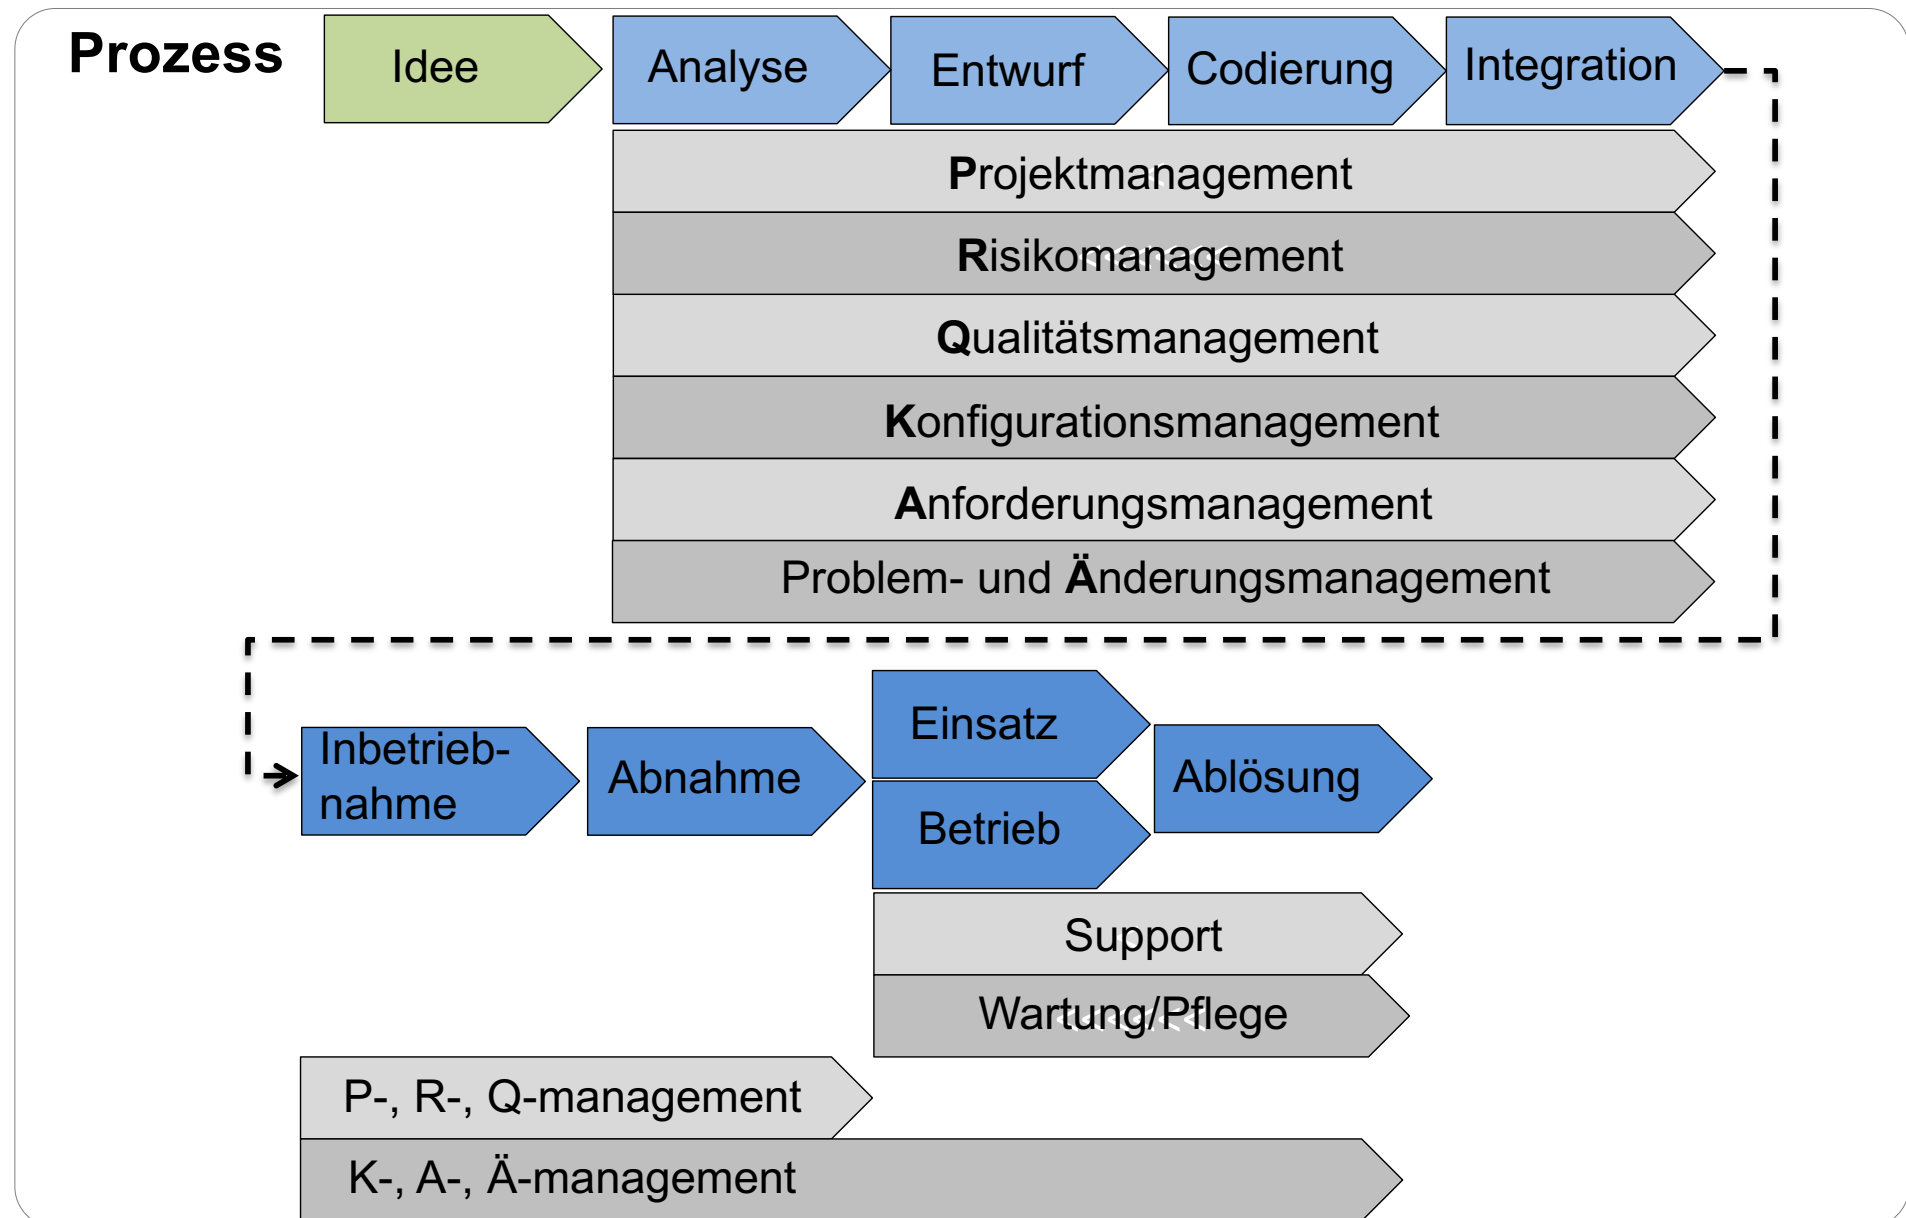 Prozess
Idee
Analyse
Entwurf
Codierung
Integration
Projektmanagement
Risikomanagement
Qualitätsmanagement
Konfigurationsmanagement
Anforderungsmanagement
Problem- und Änderungsmanagement
Inbetrieb-
nahme
Abnahme
Einsatz
Betrieb
Ablösung
Support
Wartung/Pflege
P-, R-, Q-management
K-, A-, Ä-management